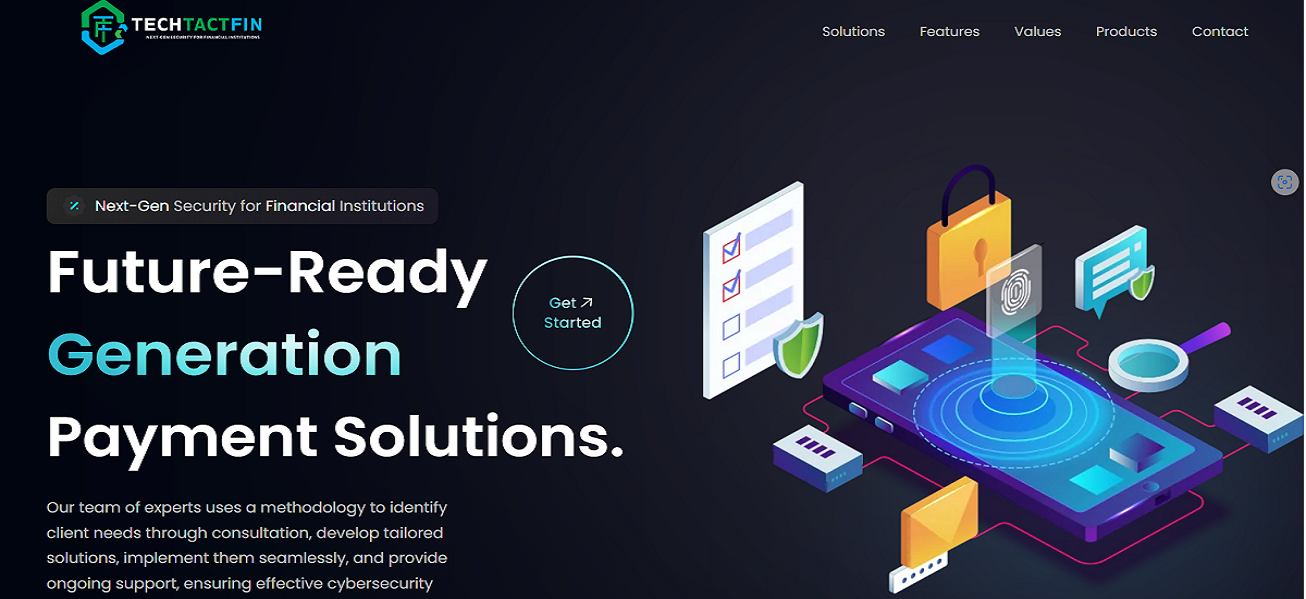 TECHTACTFIN
NEXT-GEN SECURITY FOR FINANCIAL INSTITUTIONS
Solutions
Features
Values
Products
Contact
Next-Gen Security for Financial Institutions
Future-Ready
Generation
Payment Solutions.
Get
Started
Our team of experts uses a methodology to identify
client needs through consultation, develop tailored
solutions, implement them seamlessly, and provide
ongoing support, ensuring effective cybersecurity